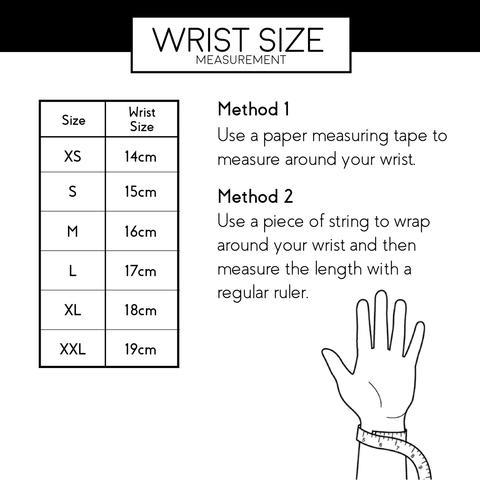 WRIST SIZE
MEASUREMENT
Size Wrist Size
XS 14cm
S 15cm
M 16cm
L 17cm
XL 18cm
XXL 19cm
Method 1
Use a paper measuring tape to
measure around your wrist.
Method 2
Use a piece of string to wrap
around your wrist and then
measure the length with a
regular ruler.